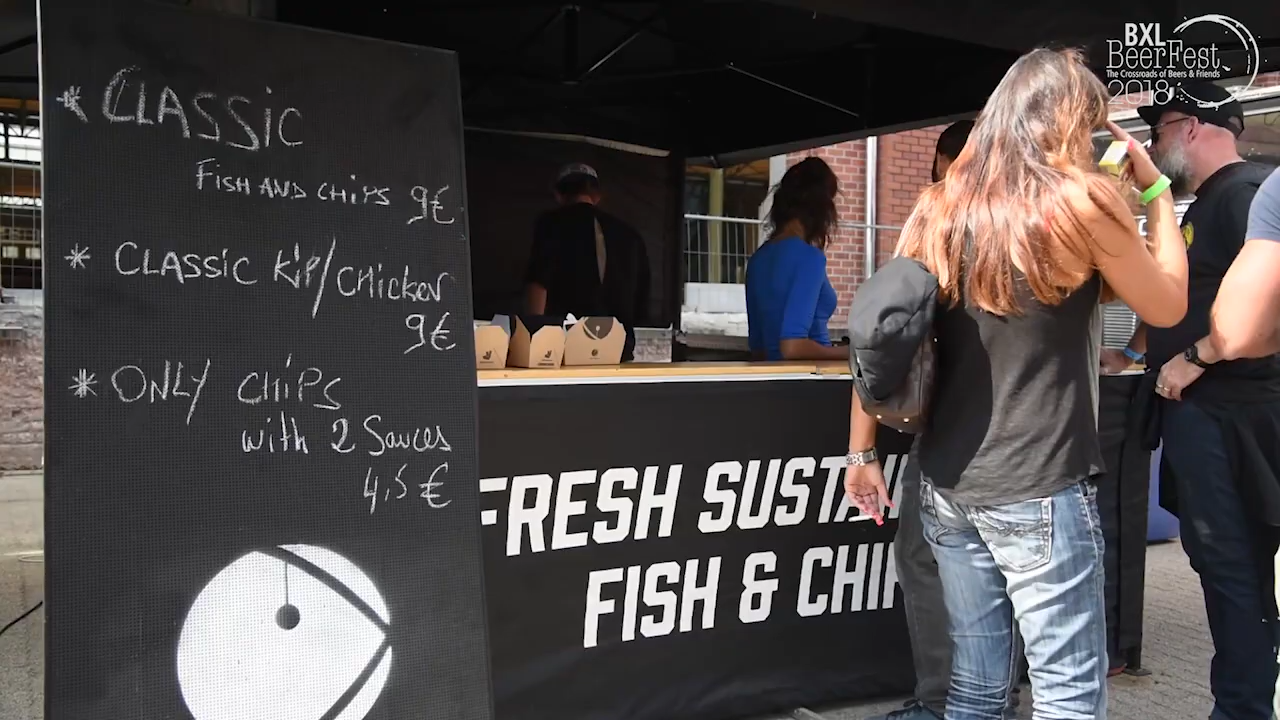 * CLASSIC
FISH AND CHIPS 9€
* CLASSIC KIP/CHICKEN
9€
* ONLY CHIPS
with 2 Sauces
4,5 €
FRESH SUSTAIN
FISH & CHIP
BXL
BeerFest
The Crossroads of Beers & Friends
2018